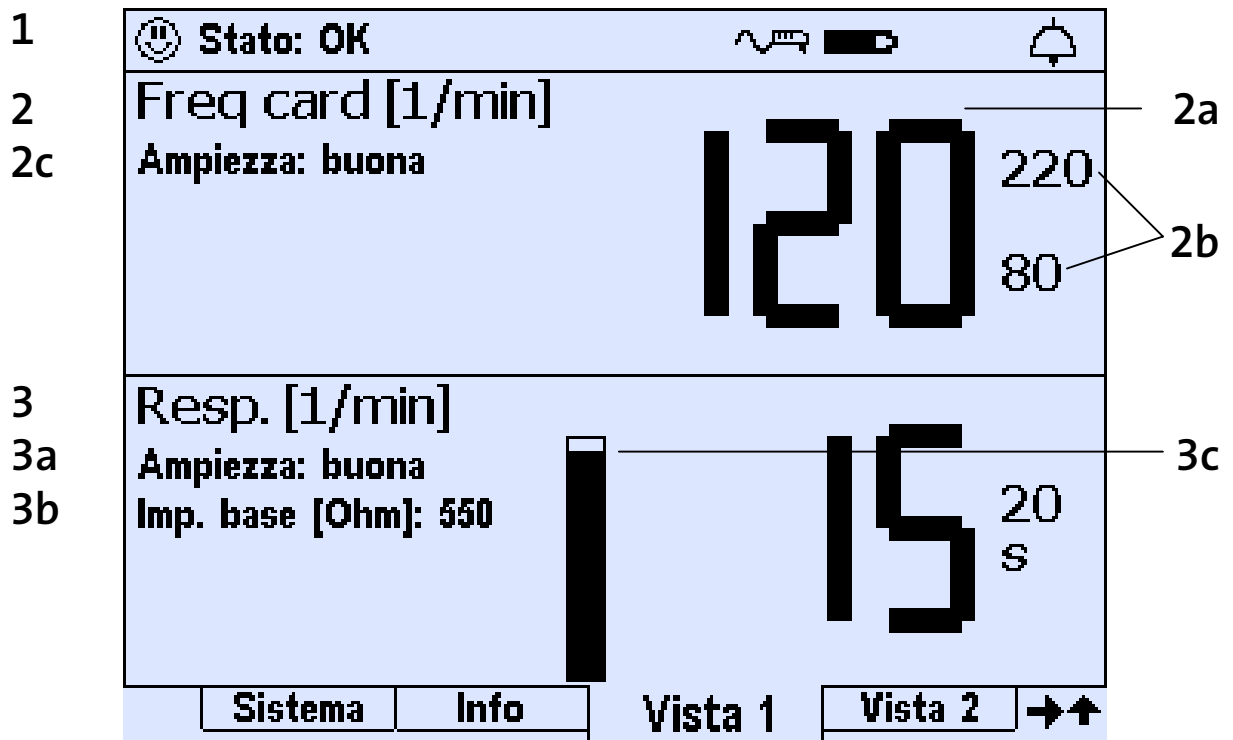 1 Stato: OK
2 Freq card [1/min] 120 2a
2c Ampiezza: buona 220
80 2b
3 Resp. [1/min] 15
3a Ampiezza: buona 3c
3b Imp. base [Ohm]: 550 20
s
Sistema Info Vista 1 Vista 2